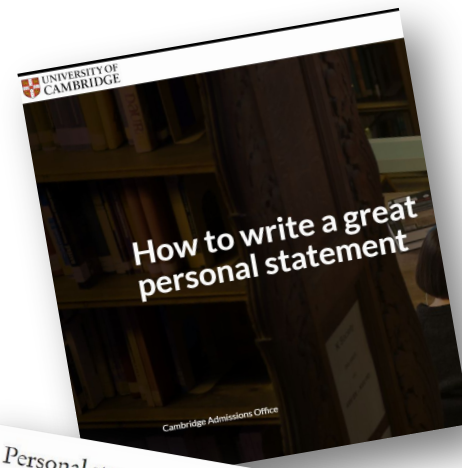 UNIVERSITY OF
CAMBRIDGE
How to write a great
personal statement
Cambridge Admissions Office
Personal